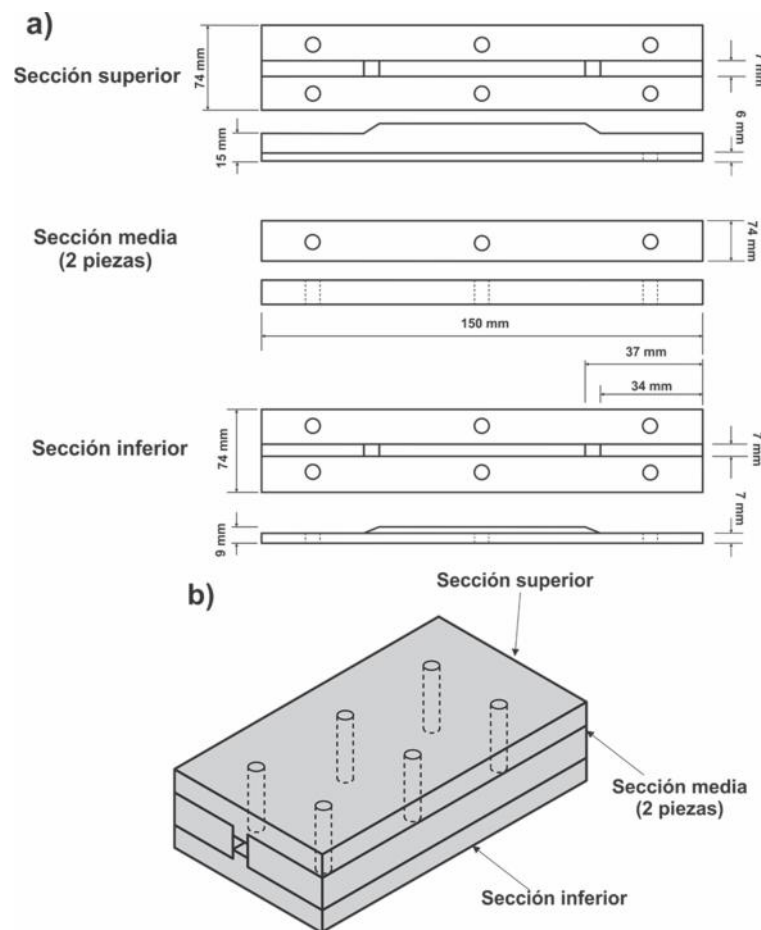 a)
Sección superior
74 mm
7 mm
15 mm
6 mm
Sección media
(2 piezas)
74 mm
150 mm
37 mm
34 mm
Sección inferior
74 mm
7 mm
9 mm
7 mm
b)
Sección superior
Sección media
(2 piezas)
Sección inferior